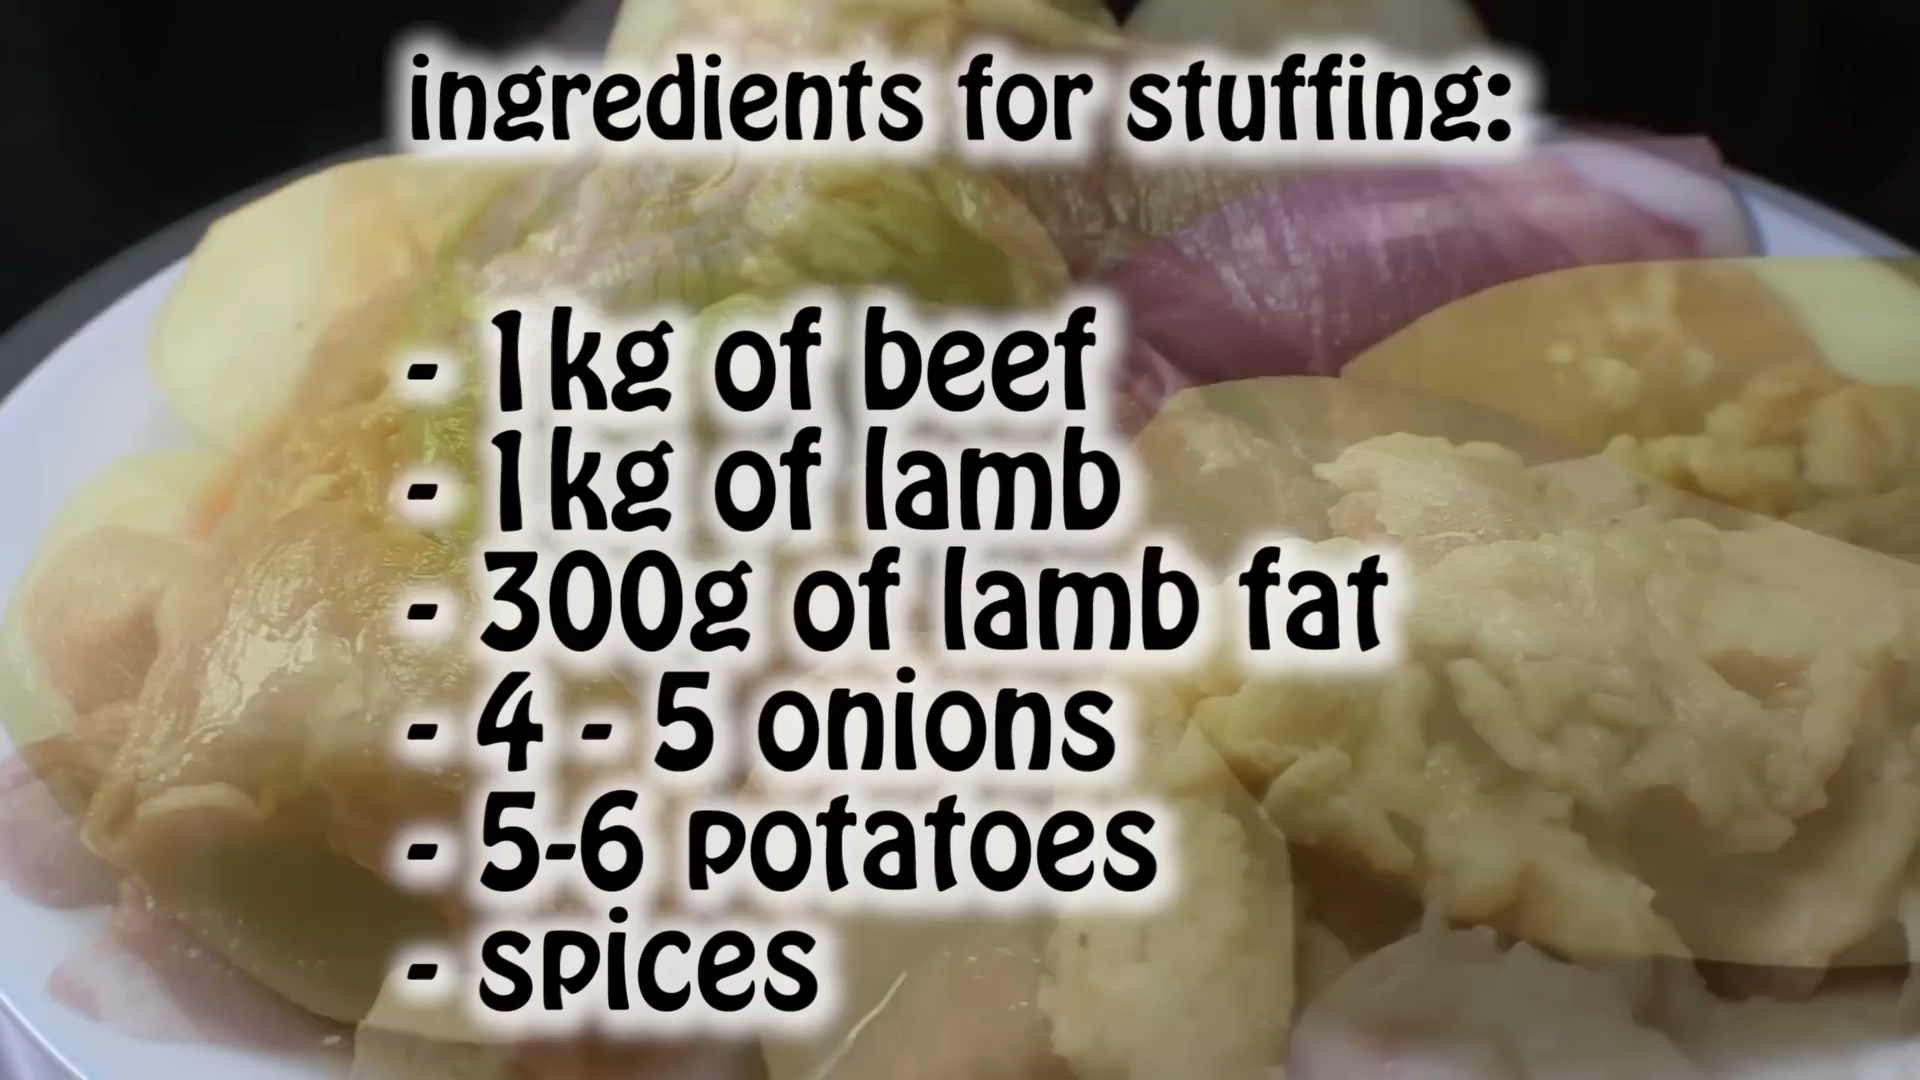 ingredients for stuffing:
- 1kg of beef
- 1kg of lamb
- 300g of lamb fat
- 4 - 5 onions
- 5-6 potatoes
- spices